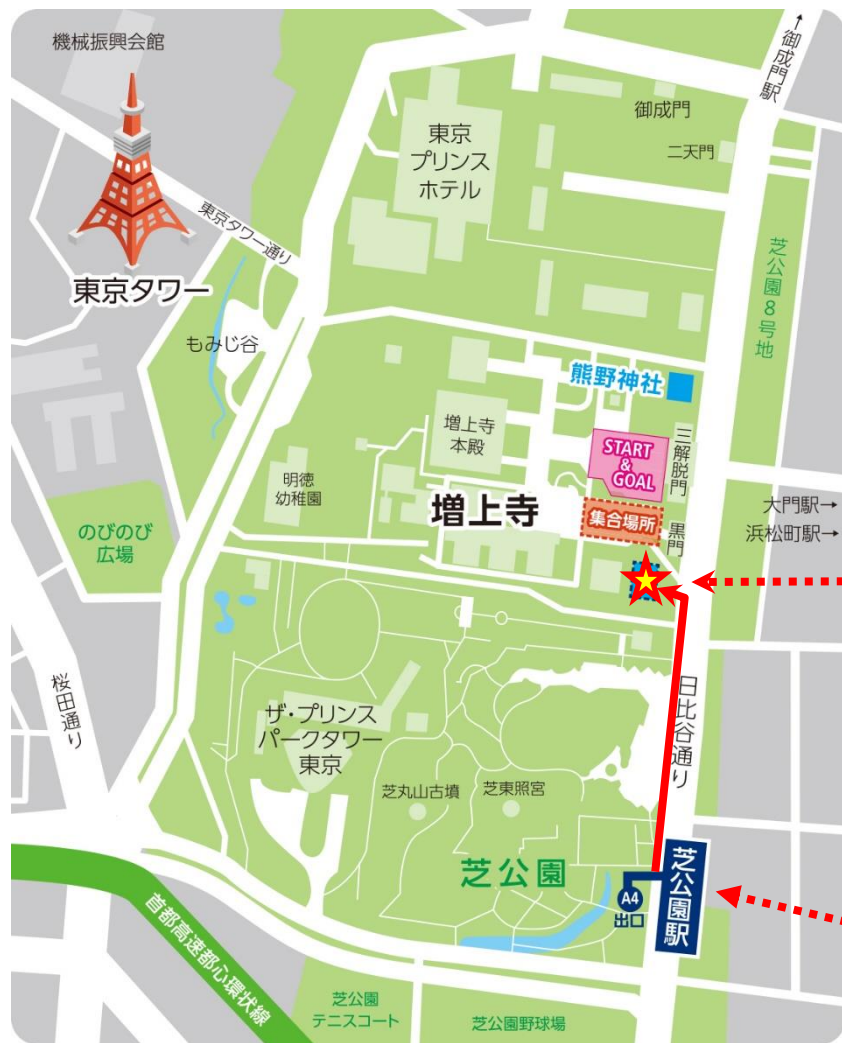 機械振興会館
↑御成門駅
御成門
二天門
東京
プリンス
ホテル
東京タワー通り
東京タワー
もみじ谷
芝公園8号地
熊野神社
増上寺
本殿
START
&
GOAL
三解脱門
明徳
幼稚園
増上寺
集合場所
黒門
大門駅→
浜松町駅→
のびのび
広場
桜田通り
ザ・プリンス
パークタワー
東京
日比谷通り
芝丸山古墳
芝東照宮
芝公園
A4
出口
芝公園駅
首都高速都心環状線
芝公園
テニスコート
芝公園野球場